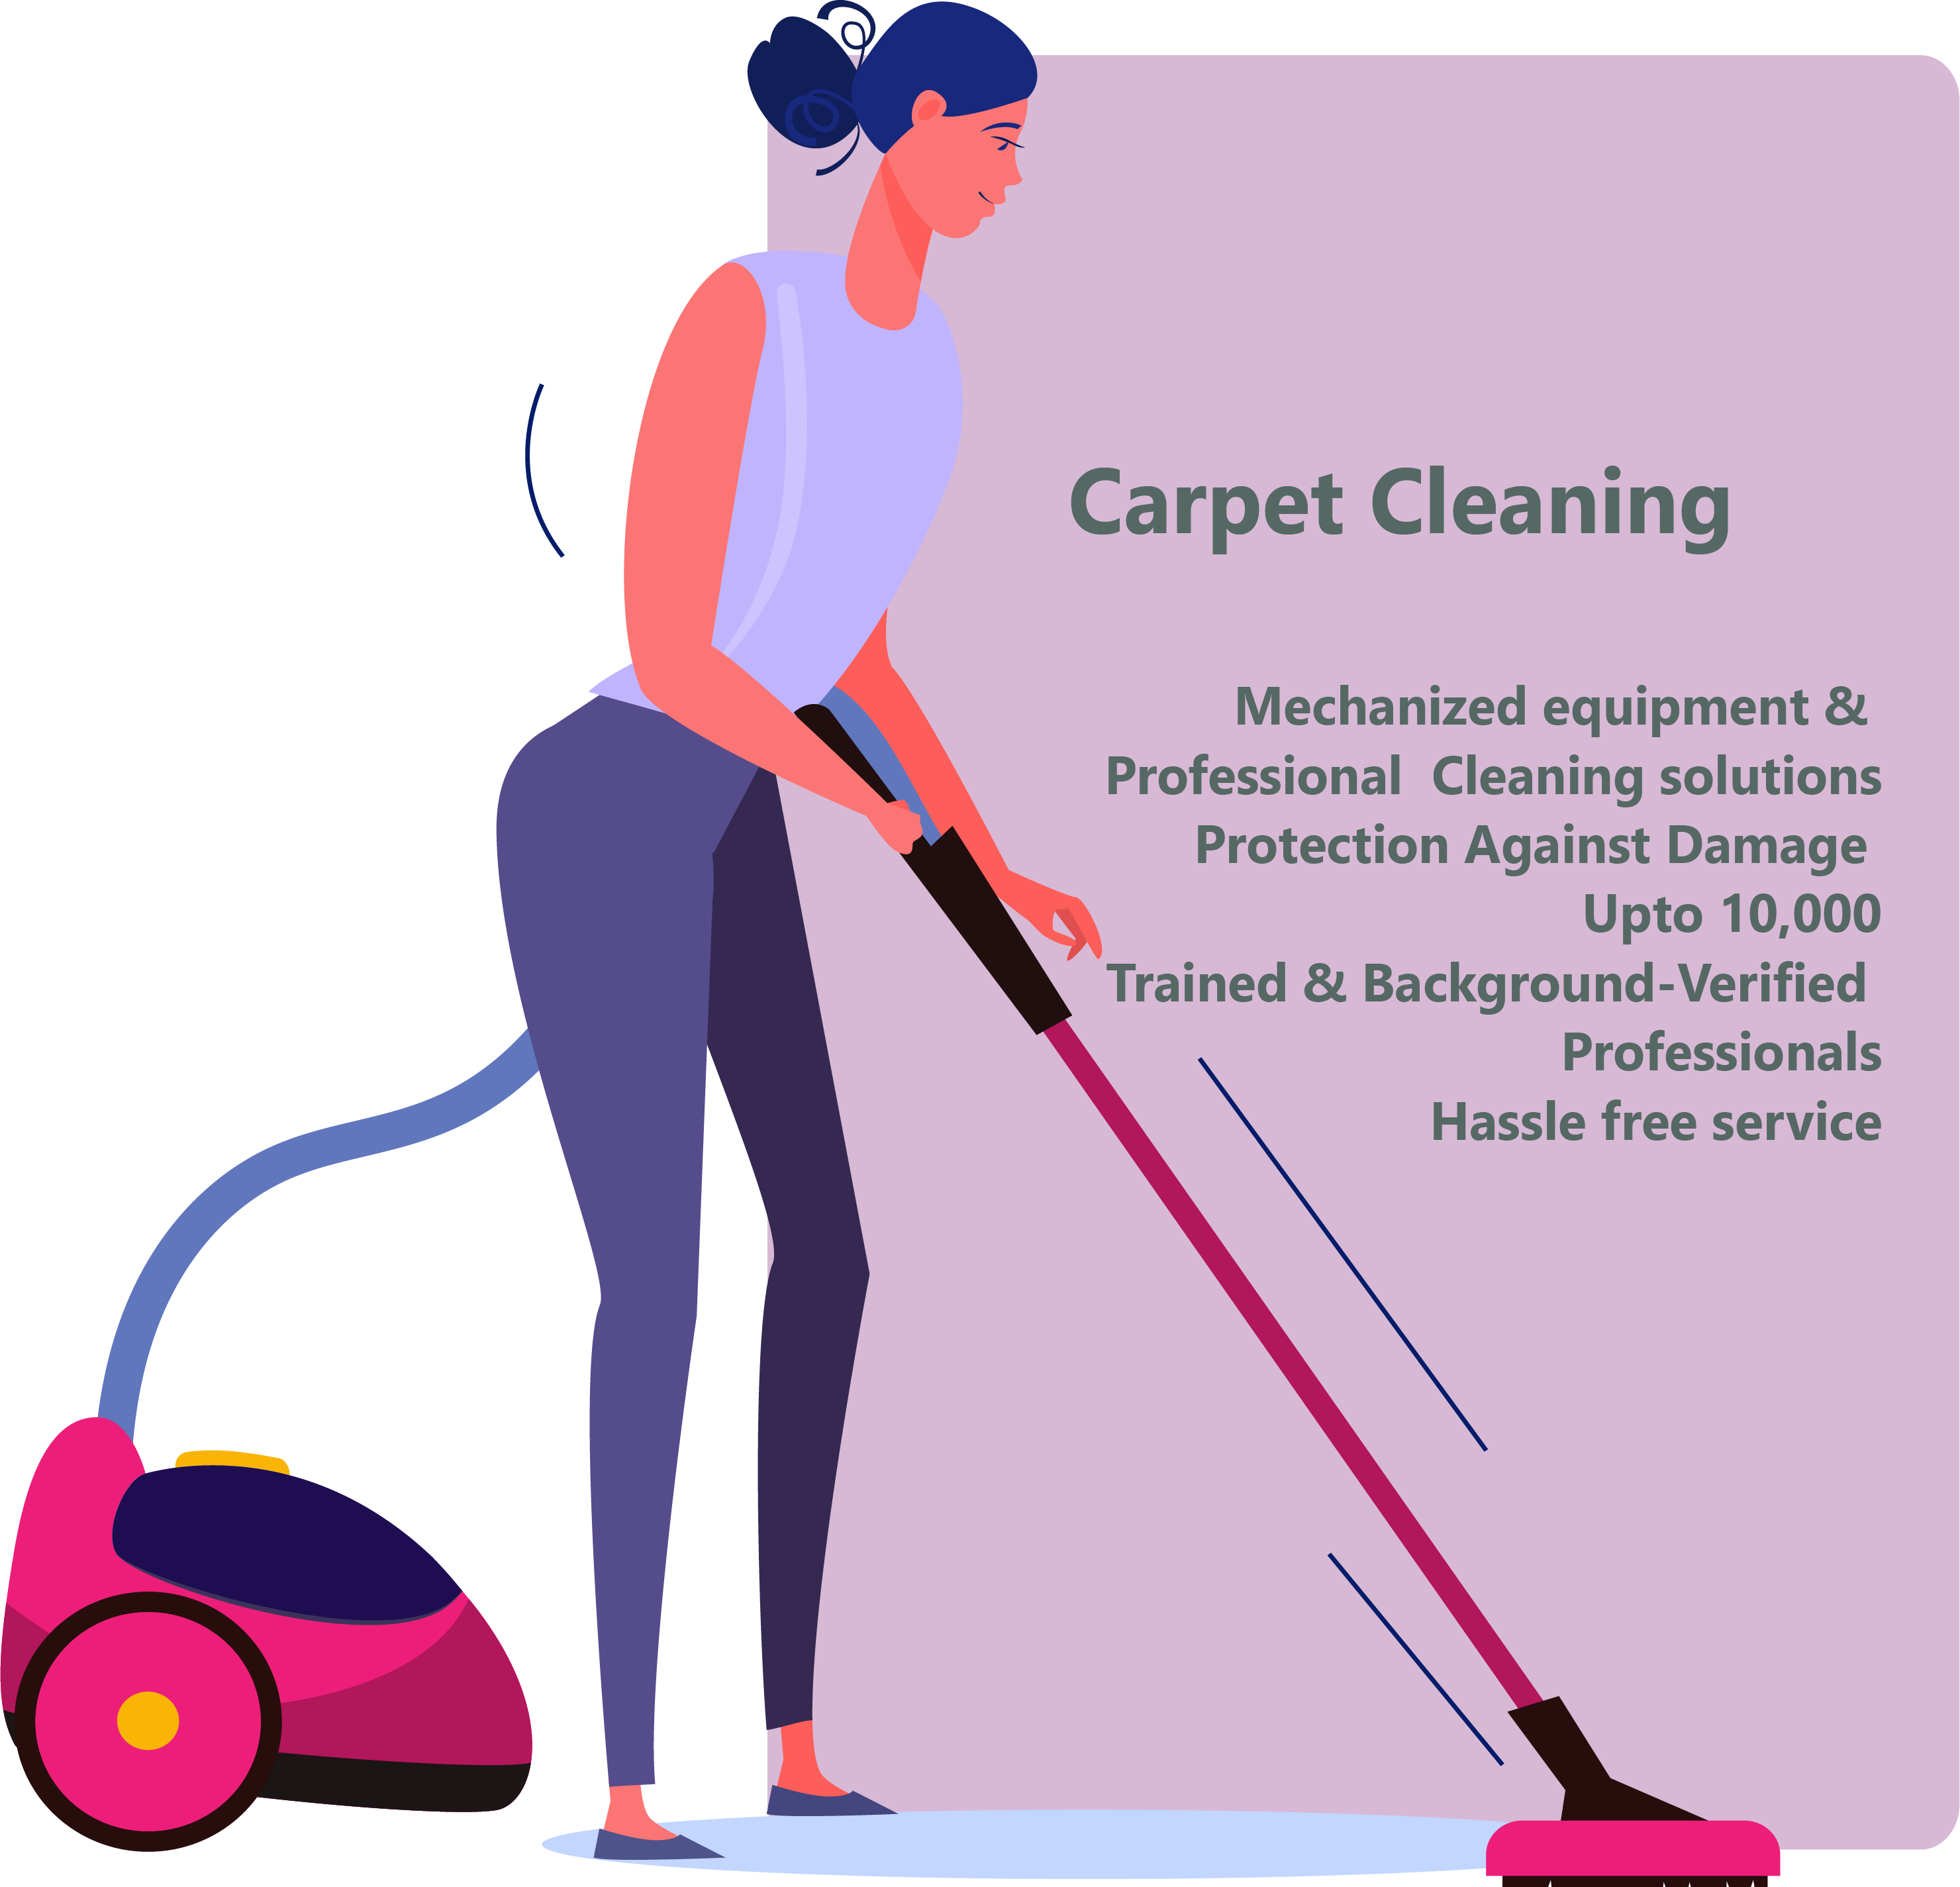 Carpet Cleaning
Mechanized equipment &
Professional Cleaning solutions
Protection Against Damage
Upto 10,000
Trained & Background-Verified
Professionals
Hassle free service